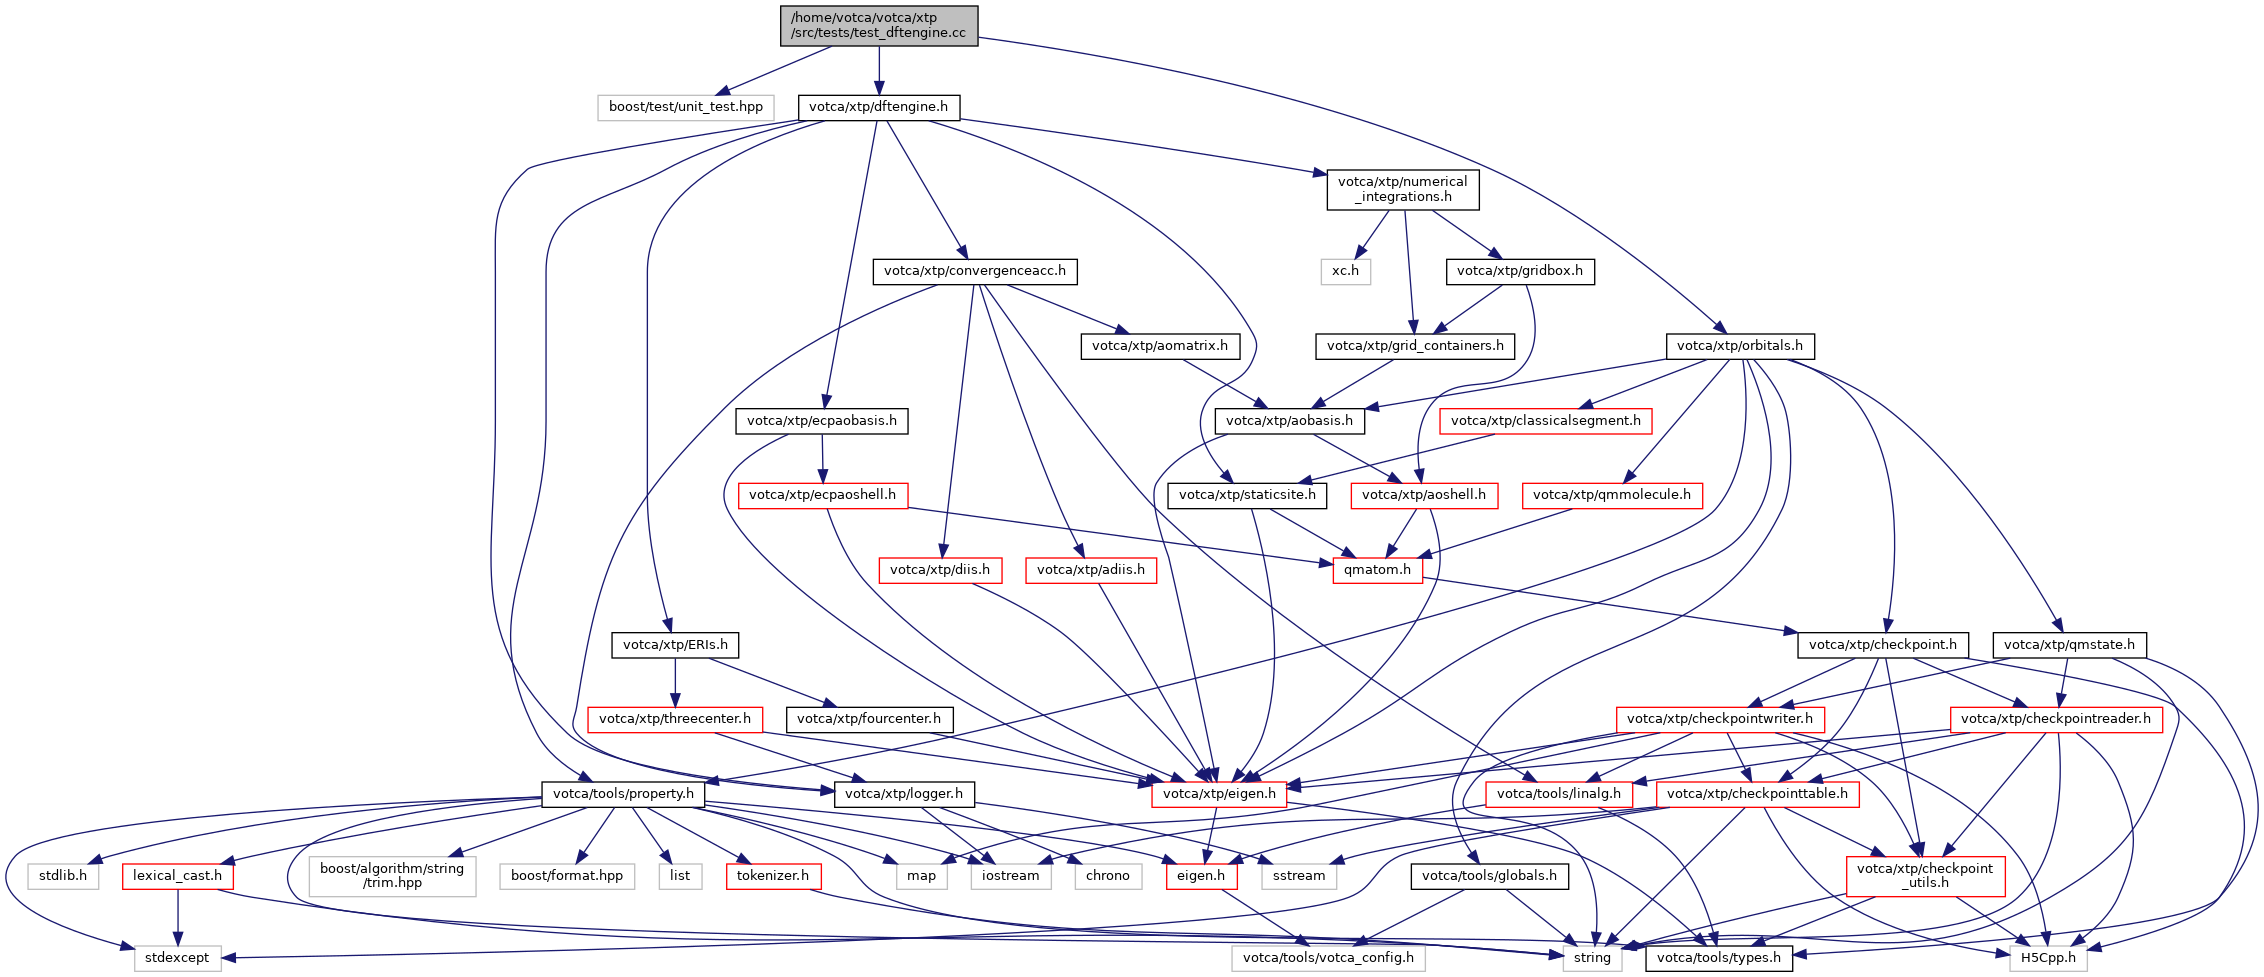 /home/votca/votca/xtp
/src/tests/test_dftengine.cc
boost/test/unit_test.hpp
votca/xtp/dftengine.h
votca/xtp/numerical
_integrations.h
votca/xtp/convergenceacc.h
xc.h
votca/xtp/gridbox.h
votca/xtp/aomatrix.h
votca/xtp/grid_containers.h
votca/xtp/orbitals.h
votca/xtp/ecpaobasis.h
votca/xtp/aobasis.h
votca/xtp/classicalsegment.h
votca/xtp/ecpaoshell.h
votca/xtp/staticsite.h
votca/xtp/aoshell.h
votca/xtp/qmmolecule.h
votca/xtp/diis.h
votca/xtp/adiis.h
qmatom.h
votca/xtp/ERIs.h
votca/xtp/checkpoint.h
votca/xtp/qmstate.h
votca/xtp/threecenter.h
votca/xtp/fourcenter.h
votca/xtp/checkpointwriter.h
votca/xtp/checkpointreader.h
votca/tools/property.h
votca/xtp/logger.h
votca/xtp/eigen.h
votca/tools/linalg.h
votca/xtp/checkpointtable.h
stdlib.h
lexical_cast.h
boost/algorithm/string
/trim.hpp
boost/format.hpp
list
tokenizer.h
map
iostream
chrono
eigen.h
sstream
votca/tools/globals.h
votca/xtp/checkpoint
_utils.h
stdexcept
votca/tools/votca_config.h
string
votca/tools/types.h
H5Cpp.h